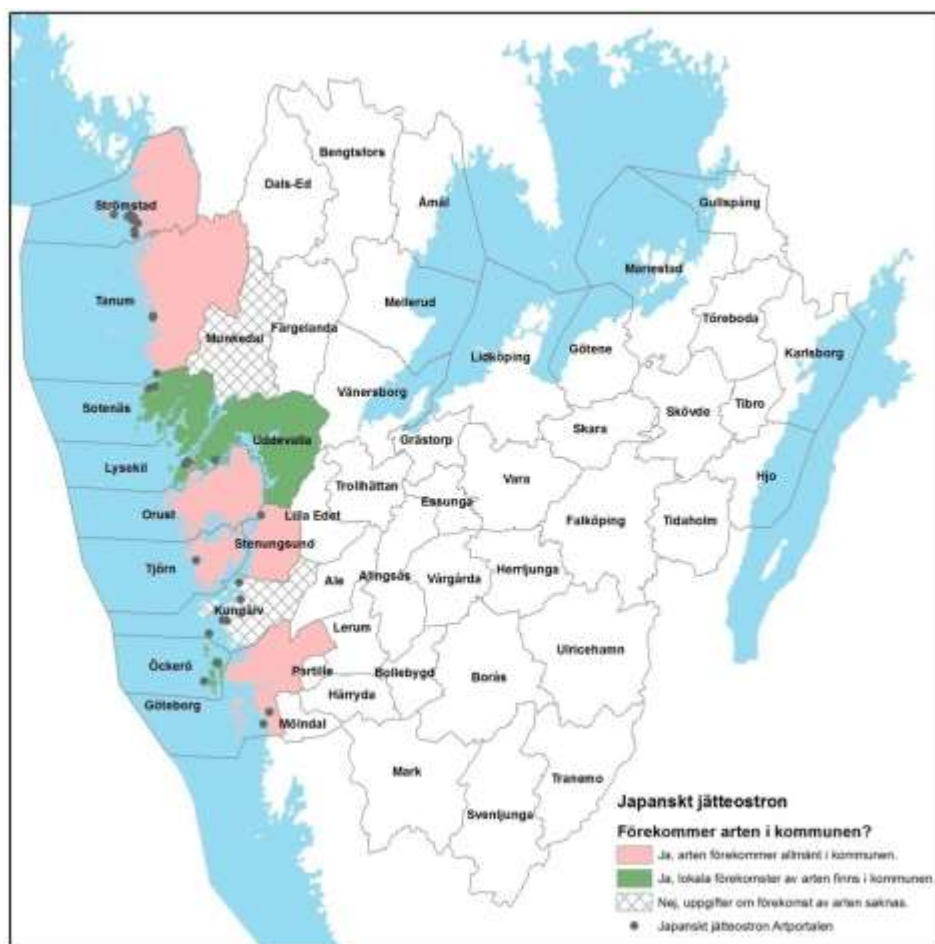 Bengtsfors
Dals-Ed
Åmål
Gullspång
Strömstad
Mariestad
Tanum
Mellerud
Töreboda
Munkedal
Färgelanda
Lidköping
Götene
Karlsborg
Vänersborg
Sotenäs
Skövde
Tibro
Skara
Uddevalla
Grästorp
Lysekil
Trollhättan
Vara
Hjo
Essunga
Orust
Lilla Edet
Falköping
Tidaholm
Stenungsund
Tjörn
Ale
Alingsås
Vårgårda
Herrljunga
Kungälv
Lerum
Ulricehamn
Öckerö
Partille
Bollebygd
Borås
Härryda
Göteborg
Mölndal
Mark
Tranemo
Svenljunga
Japanskt jätteostron
Förekommer arten i kommunen?
Ja, arten förekommer allmänt i kommunen.
Ja, lokala förekomster av arten finns i kommunen.
Nej, uppgifter om förekomst av arten saknas.
Japanskt jätteostron Artportalen